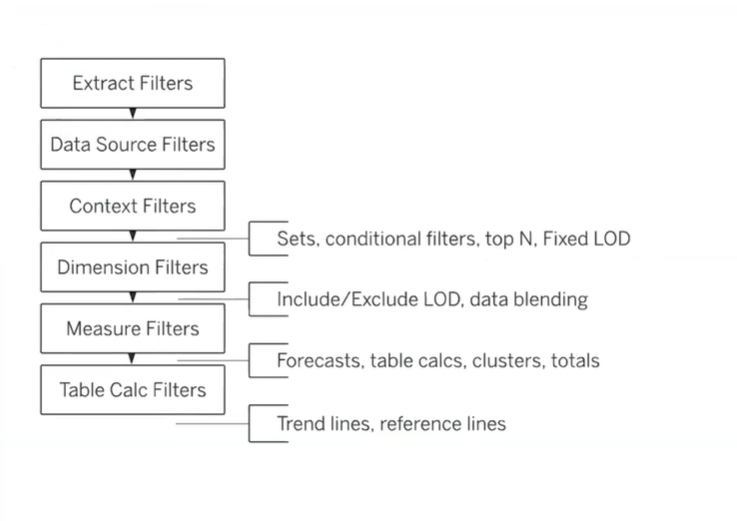 Extract Filters
Data Source Filters
Context Filters
Sets, conditional filters, top N, Fixed LOD
Dimension Filters
Include/Exclude LOD, data blending
Measure Filters
Forecasts, table calcs, clusters, totals
Table Calc Filters
Trend lines, reference lines